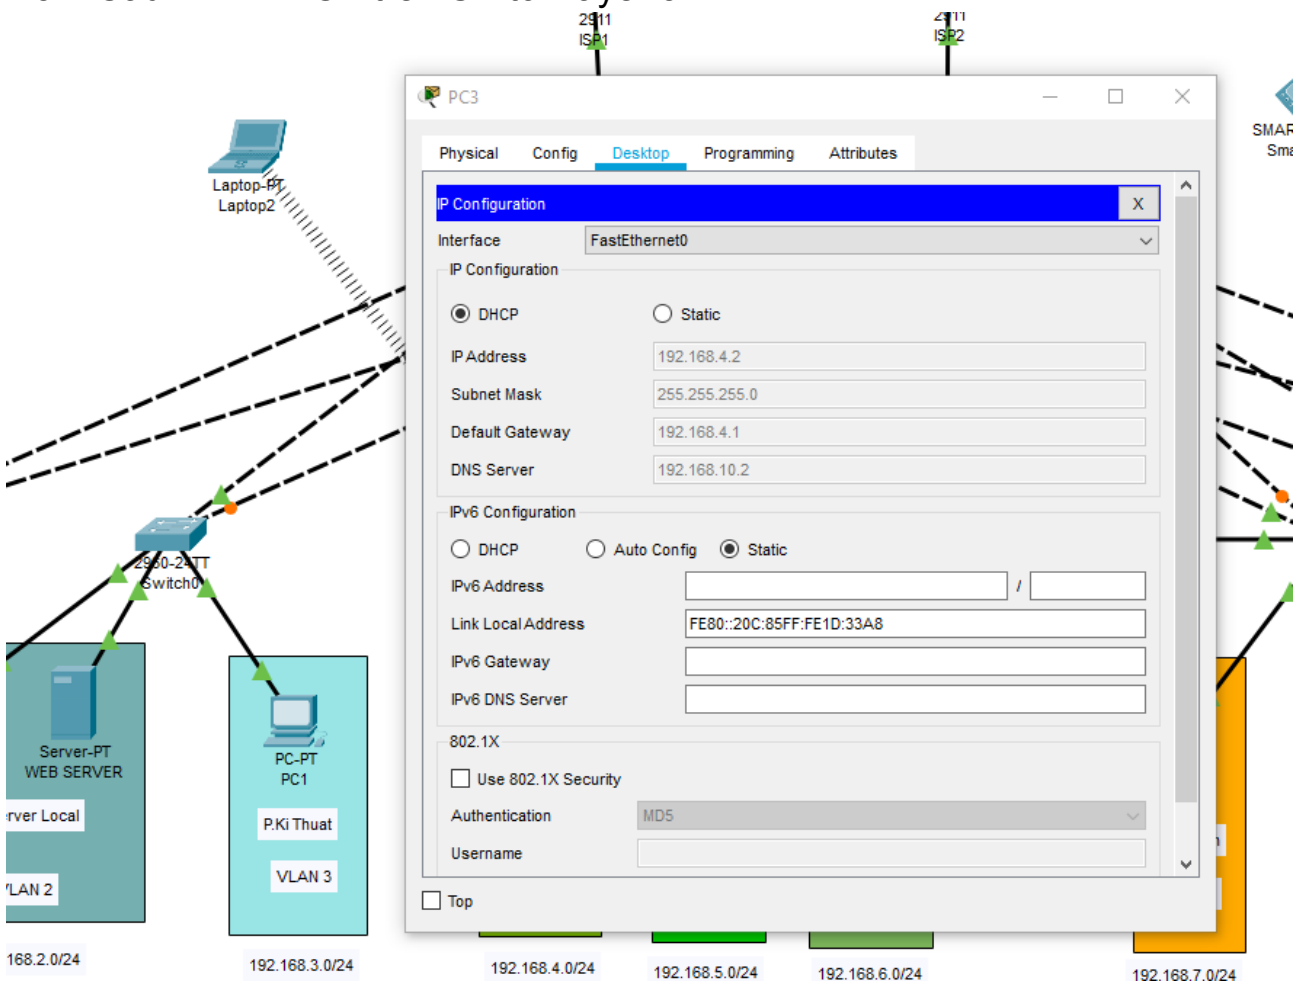 2911
ISP1
2911
ISP2
PC3
Physical Config Desktop Programming Attributes
IP Configuration
X
Interface
FastEthernet0
IP Configuration
DHCP
Static
IP Address
192.168.4.2
Subnet Mask
255.255.255.0
Default Gateway
192.168.4.1
DNS Server
192.168.10.2
IPv6 Configuration
DHCP
Auto Config
Static
IPv6 Address
/
Link Local Address
FE80::20C:85FF:FE1D:33A8
IPv6 Gateway
IPv6 DNS Server
802.1X
Use 802.1X Security
Authentication
MD5
Username
Top
Laptop-PT
Laptop2
SMAR
Sma
2960-24TT
Switch0
Server-PT
WEB SERVER
rver Local
VLAN 2
168.2.0/24
PC-PT
PC1
P.Ki Thuat
VLAN 3
192.168.3.0/24
192.168.4.0/24
192.168.5.0/24
192.168.6.0/24
192.168.7.0/24